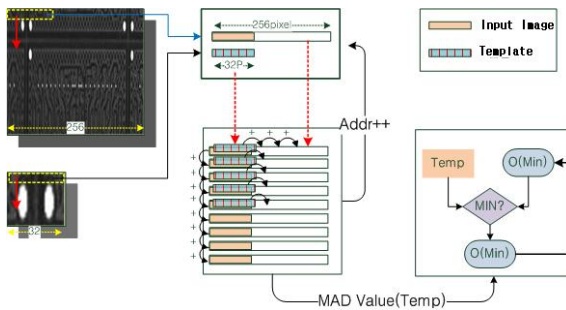 256pixel
32P
Input Image
Template
256
32
Addr++
+ + +
+
+
+
+
+
+
+
+
Temp
O(Min)
MIN?
O(Min)
MAD Value(Temp)